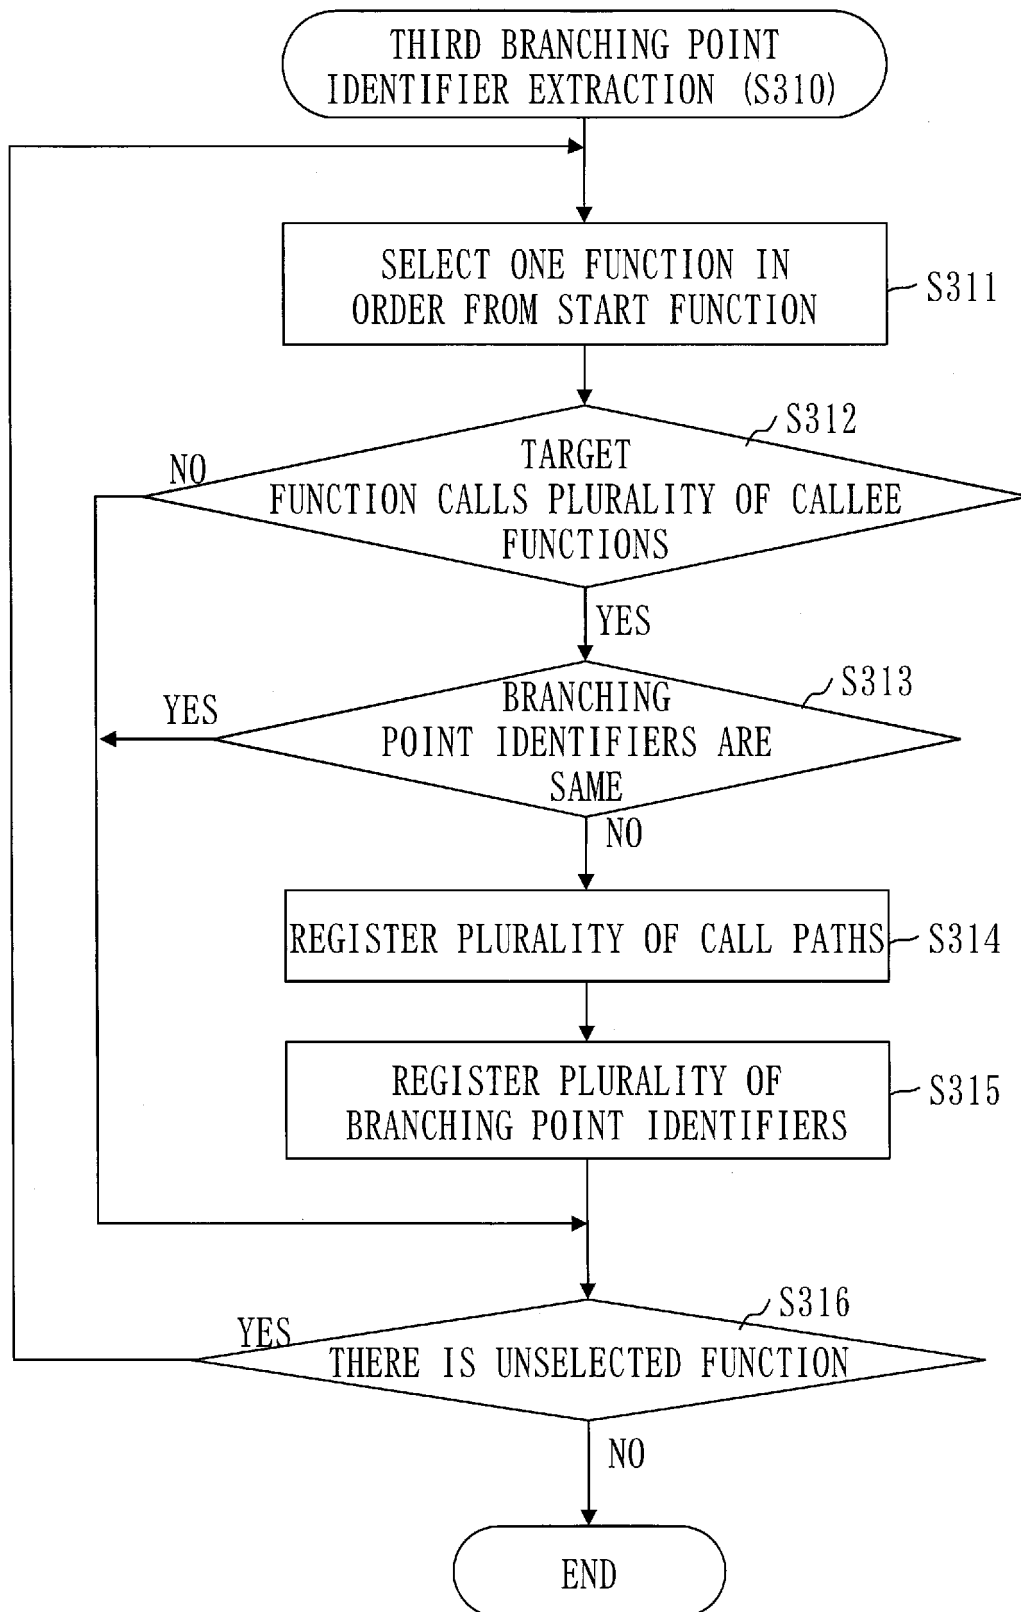 THIRD BRANCHING POINT
IDENTIFIER EXTRACTION (S310)
SELECT ONE FUNCTION IN
ORDER FROM START FUNCTION
S311
S312
NO
TARGET
FUNCTION CALLS PLURALITY OF CALLEE
FUNCTIONS
YES
S313
YES
BRANCHING
POINT IDENTIFIERS ARE
SAME
NO
REGISTER PLURALITY OF CALL PATHS
S314
REGISTER PLURALITY OF
BRANCHING POINT IDENTIFIERS
S315
S316
YES
THERE IS UNSELECTED FUNCTION
NO
END